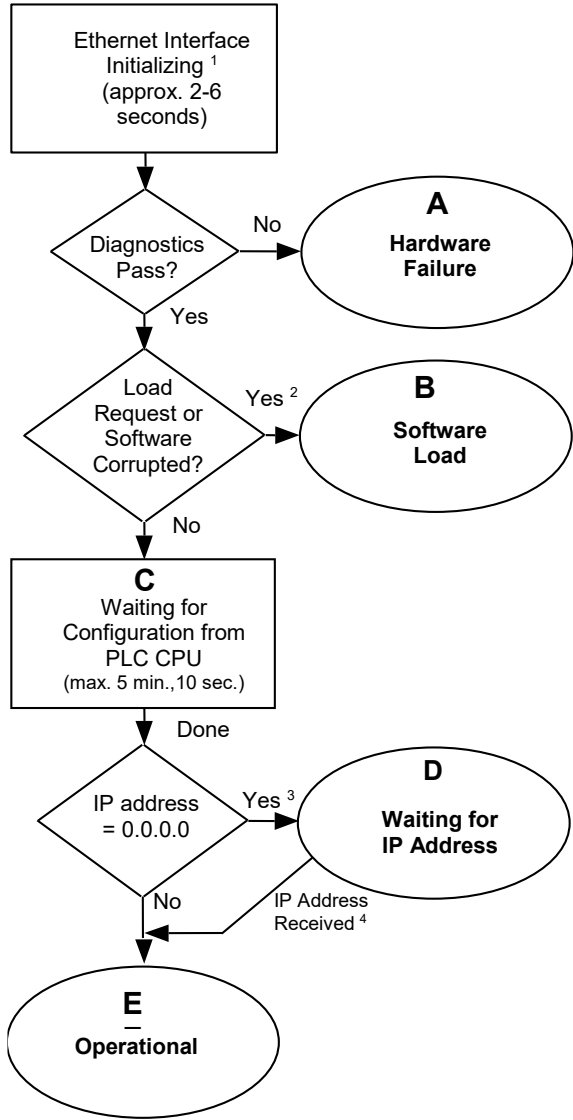 Ethernet Interface
Initializing ¹
(approx. 2-6
seconds)
Diagnostics
Pass?
No
A
Hardware
Failure
Yes
Load
Request or
Software
Corrupted?
Yes ²
B
Software
Load
No
C
Waiting for
Configuration from
PLC CPU
(max. 5 min.,10 sec.)
Done
IP address
= 0.0.0.0
Yes ³
D
Waiting for
IP Address
No
IP Address
Received ⁴
E
Operational